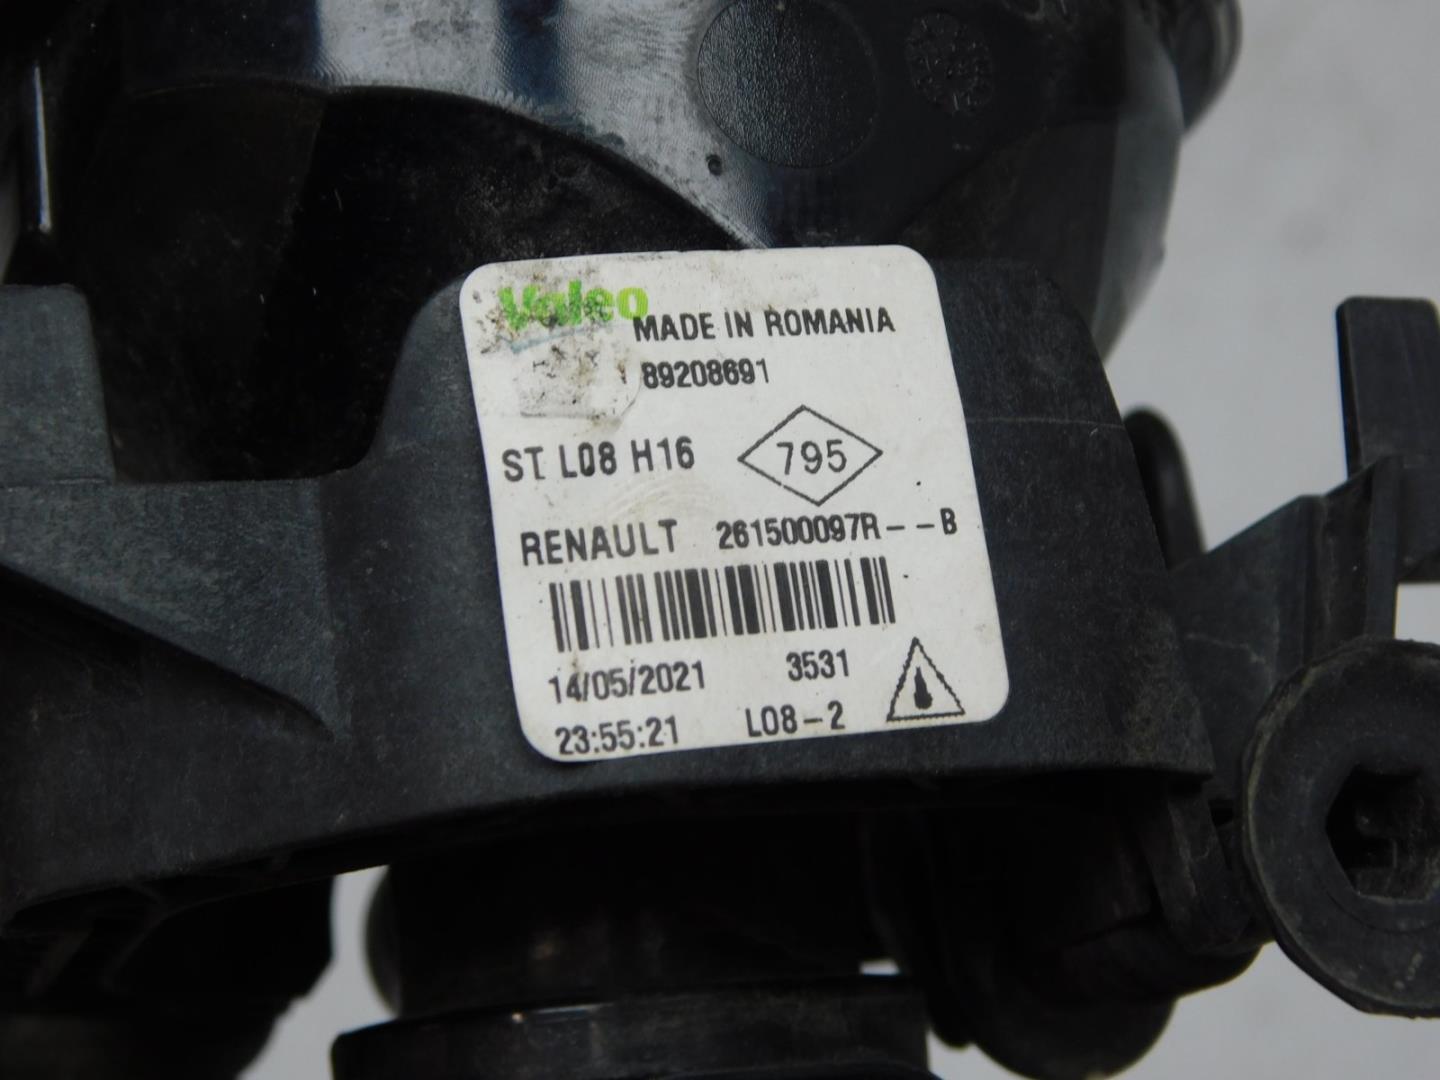 Valeo
MADE IN ROMANIA
89208691
ST L08 H16
795
RENAULT 261500097R--B
14/05/2021 3531
23:55:21 L08-2